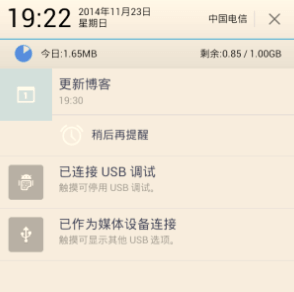 19:22
2014年11月23日
星期日
中国电信
今日:1.65MB
剩余:0.85 / 1.00GB
更新博客
19:30
稍后再提醒
已连接 USB 调试
触摸可停用 USB 调试。
已作为媒体设备连接
触摸可显示其他 USB 选项。